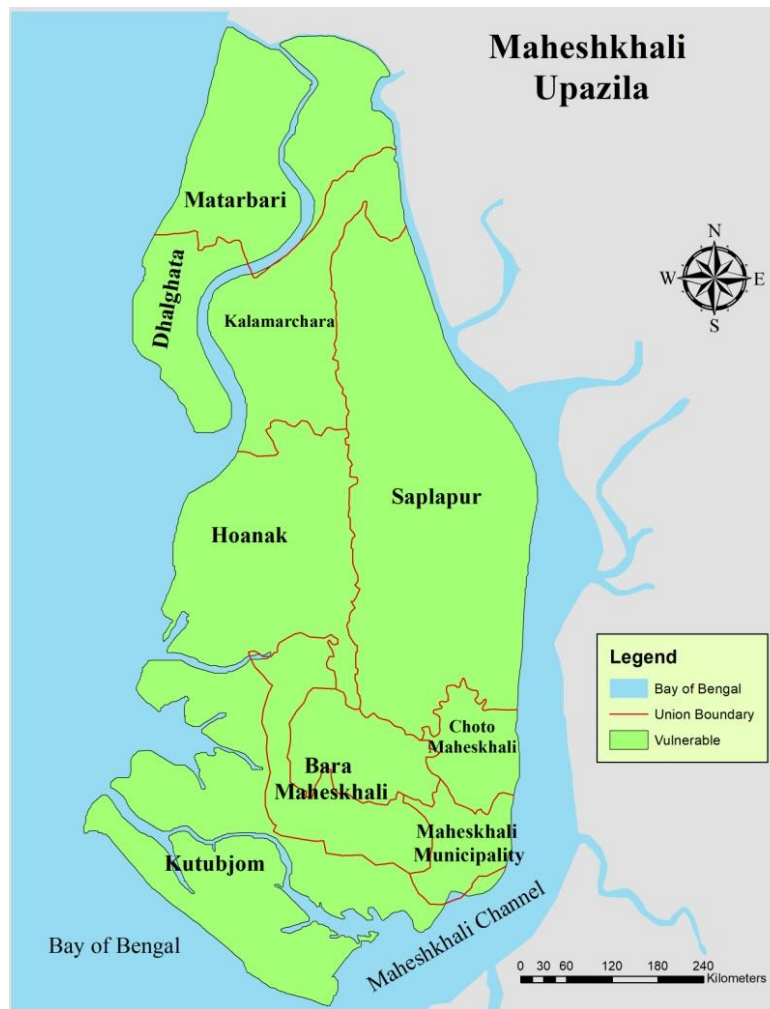 Maheshkhali
Upazila
N
W
E
S
Matarbari
Dhalghata
Kalamarchara
Saplapur
Hoanak
Legend
Bay of Bengal
Union Boundary
Vulnerable
Choto
Maheskhali
Bara
Maheskhali
Maheskhali
Municipality
Kutubjom
Bay of Bengal
Maheshkhali Channel
0 30 60 120 180 240
Kilometers